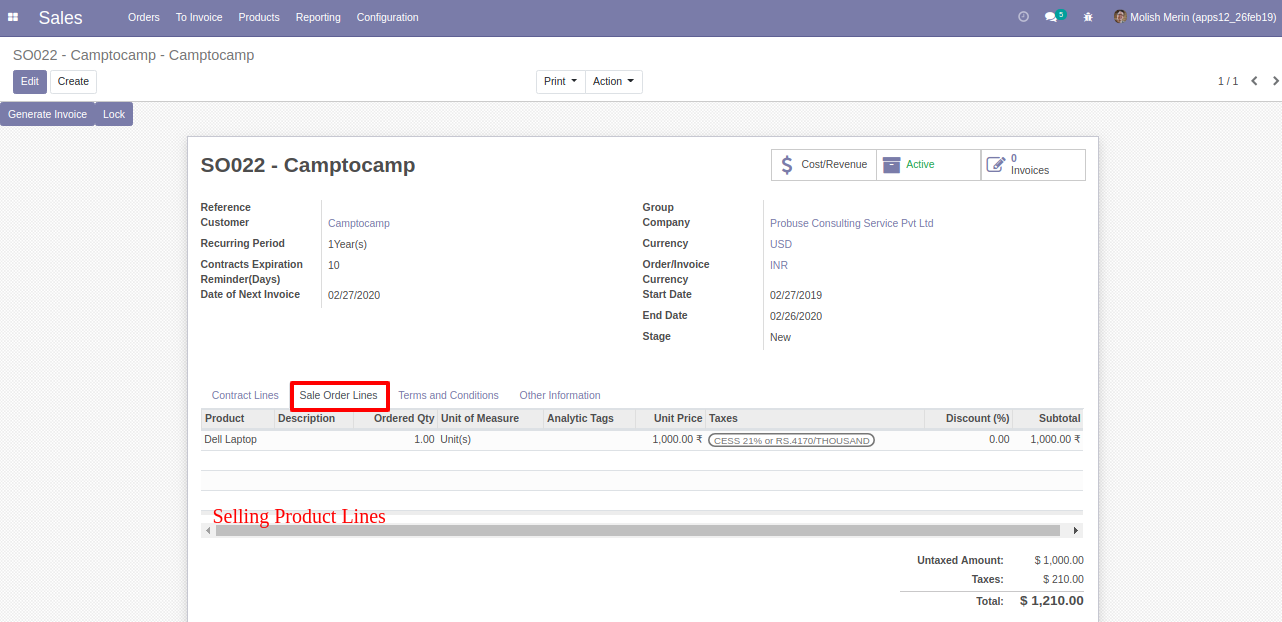 Sales Orders To Invoice Products Reporting Configuration 5 Molish Merin (apps12_26feb19)
SO022 - Camptocamp - Camptocamp
Edit Create Print Action 1 / 1
Generate Invoice Lock
SO022 - Camptocamp
$ Cost/Revenue Active 0 Invoices
Reference
Customer Camptocamp
Recurring Period 1Year(s)
Contracts Expiration
Reminder(Days) 10
Date of Next Invoice 02/27/2020
Group
Company Probuse Consulting Service Pvt Ltd
Currency USD
Order/Invoice
Currency INR
Start Date 02/27/2019
End Date 02/26/2020
Stage New
Contract Lines Sale Order Lines Terms and Conditions Other Information
Product Description Ordered Qty Unit of Measure Analytic Tags Unit Price Taxes Discount (%) Subtotal
Dell Laptop 1.00 Unit(s) 1,000.00 ₹ CESS 21% or RS.4170/THOUSAND 0.00 1,000.00 ₹
Selling Product Lines
Untaxed Amount: $ 1,000.00
Taxes: $ 210.00
Total: $ 1,210.00